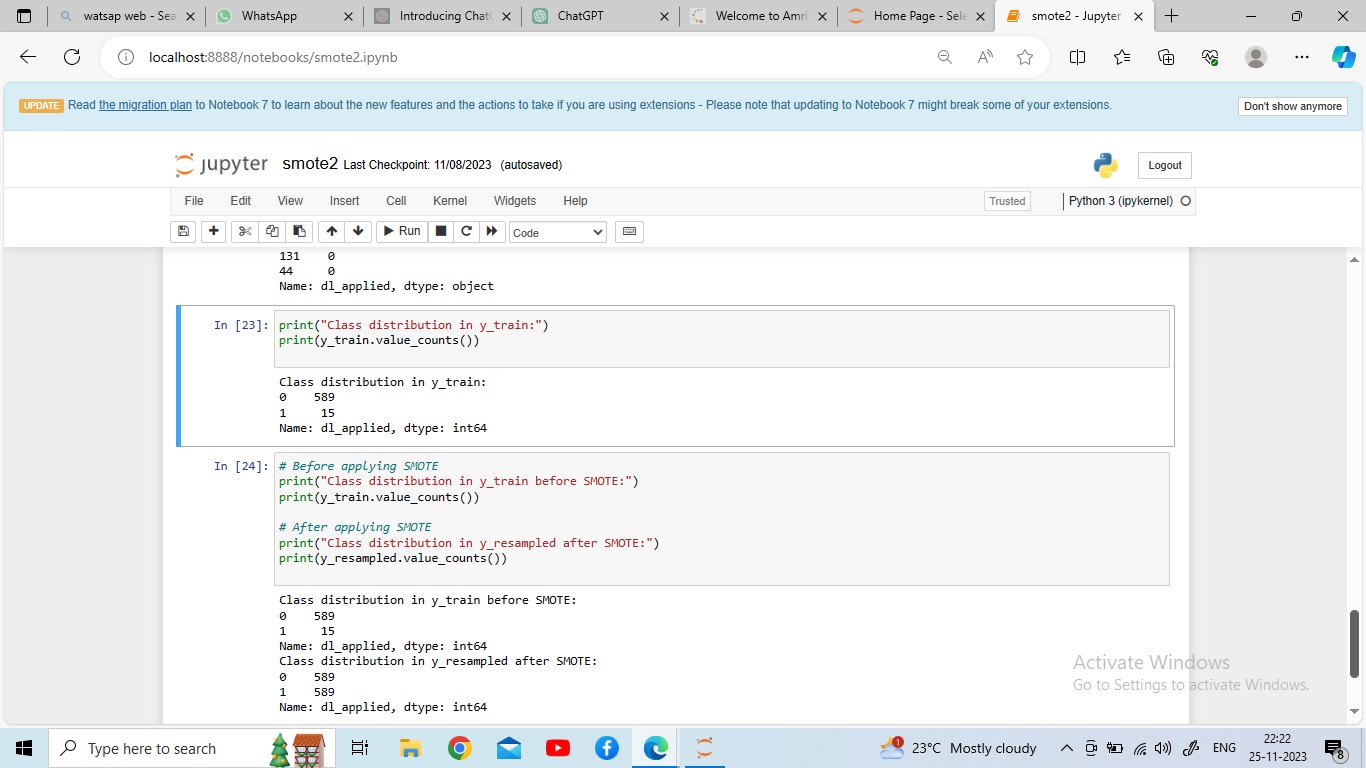 watsap web - Sea
WhatsApp
Introducing ChatG
ChatGPT
Welcome to Amri
Home Page - Sele
smote2 - Jupyter
localhost:8888/notebooks/smote2.ipynb
UPDATE Read the migration plan to Notebook 7 to learn about the new features and the actions to take if you are using extensions - Please note that updating to Notebook 7 might break some of your extensions.
Don't show anymore
jupyter smote2 Last Checkpoint: 11/08/2023 (autosaved)
Logout
File Edit View Insert Cell Kernel Widgets Help
Trusted
Python 3 (ipykernel)
Run
Code
131 0
44 0
Name: dl_applied, dtype: object
In [23]: print("Class distribution in y_train:")
print(y_train.value_counts())
Class distribution in y_train:
0 589
1 15
Name: dl_applied, dtype: int64
In [24]: # Before applying SMOTE
print("Class distribution in y_train before SMOTE:")
print(y_train.value_counts())
# After applying SMOTE
print("Class distribution in y_resampled after SMOTE:")
print(y_resampled.value_counts())
Class distribution in y_train before SMOTE:
0 589
1 15
Name: dl_applied, dtype: int64
Class distribution in y_resampled after SMOTE:
0 589
1 589
Name: dl_applied, dtype: int64
Activate Windows
Go to Settings to activate Windows.
Type here to search
1
23°C Mostly cloudy
ENG
22:22
25-11-2023
8